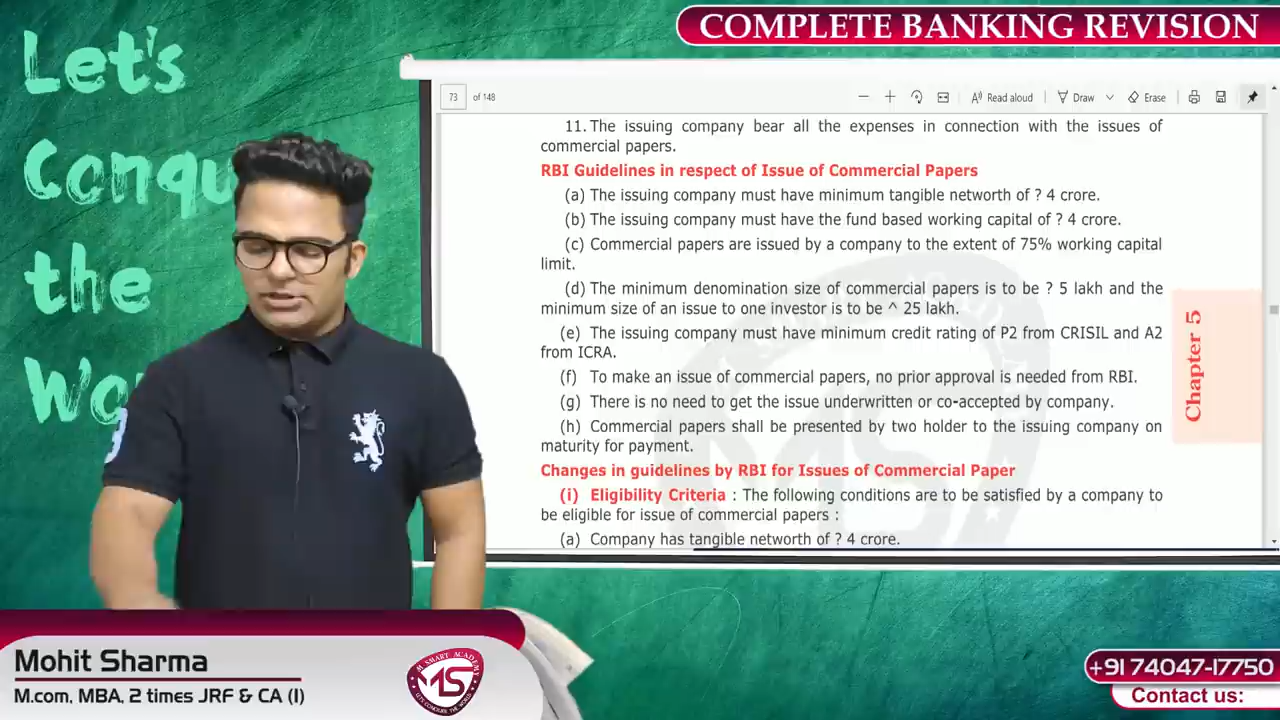 COMPLETE BANKING REVISION
Let's
Conqu
the
Wo
73 of 148
Read aloud
Draw
Erase
11. The issuing company bear all the expenses in connection with the issues of
commercial papers.
RBI Guidelines in respect of Issue of Commercial Papers
(a) The issuing company must have minimum tangible networth of ? 4 crore.
(b) The issuing company must have the fund based working capital of ? 4 crore.
(c) Commercial papers are issued by a company to the extent of 75% working capital
limit.
(d) The minimum denomination size of commercial papers is to be ? 5 lakh and the
minimum size of an issue to one investor is to be ^ 25 lakh.
(e) The issuing company must have minimum credit rating of P2 from CRISIL and A2
from ICRA.
(f) To make an issue of commercial papers, no prior approval is needed from RBI.
(g) There is no need to get the issue underwritten or co-accepted by company.
(h) Commercial papers shall be presented by two holder to the issuing company on
maturity for payment.
Changes in guidelines by RBI for Issues of Commercial Paper
(i) Eligibility Criteria : The following conditions are to be satisfied by a company to
be eligible for issue of commercial papers :
(a) Company has tangible networth of ? 4 crore.
Chapter 5
Mohit Sharma
M.com, MBA, 2 times JRF & CA (I)
M SMART ACADEMY
MS
LET'S CONQUER THE WORLD
+91 74047-17750
Contact us: